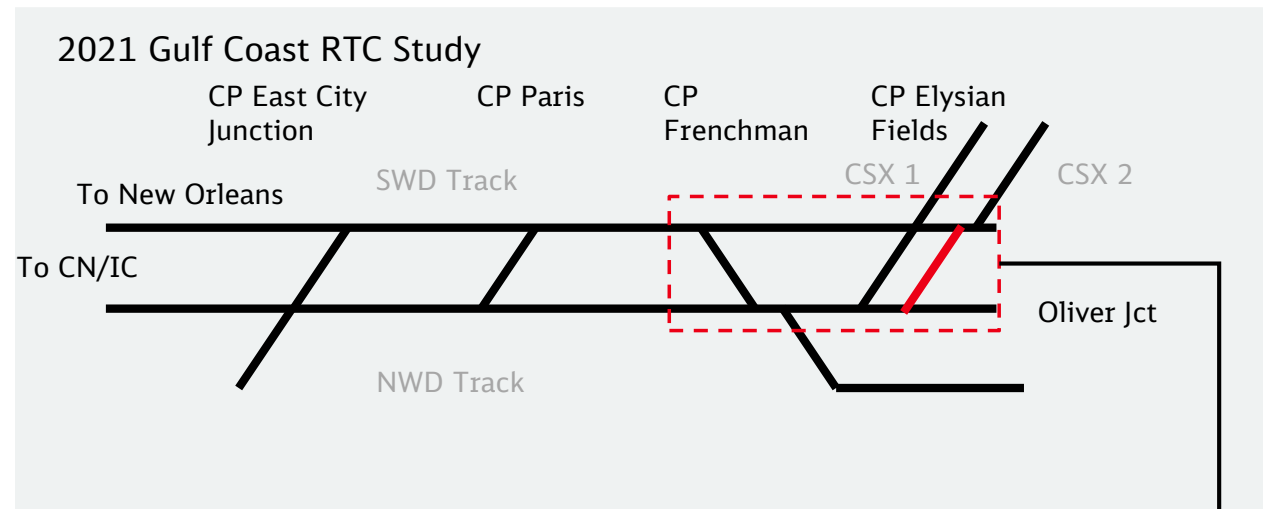 2021 Gulf Coast RTC Study
CP East City
Junction
CP Paris
CP
Frenchman
CP Elysian
Fields
SWD Track
CSX 1
CSX 2
To New Orleans
To CN/IC
Oliver Jct
NWD Track